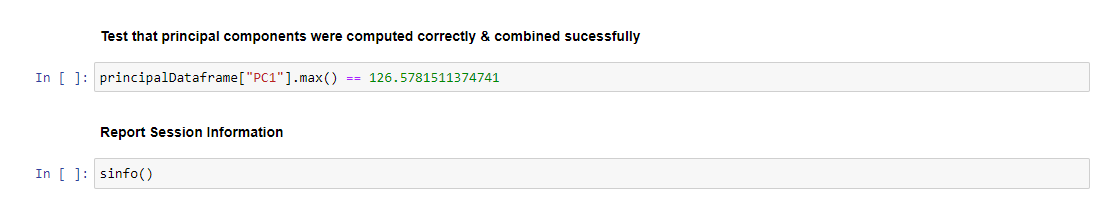 Test that principal components were computed correctly & combined sucessfully
In [ ]: principalDataframe["PC1"].max() == 126.5781511374741
Report Session Information
In [ ]: sinfo()